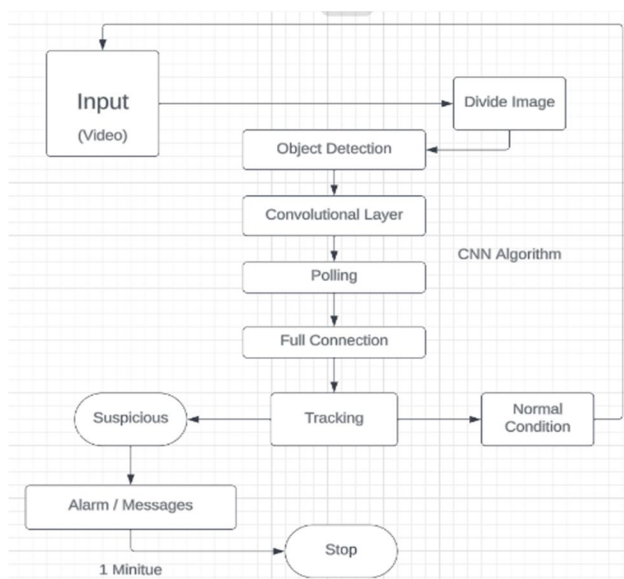 Input
(Video)
Divide Image
Object Detection
Convolutional Layer
CNN Algorithm
Polling
Full Connection
Suspicious
Tracking
Normal
Condition
Alarm / Messages
Stop
1 Minitue